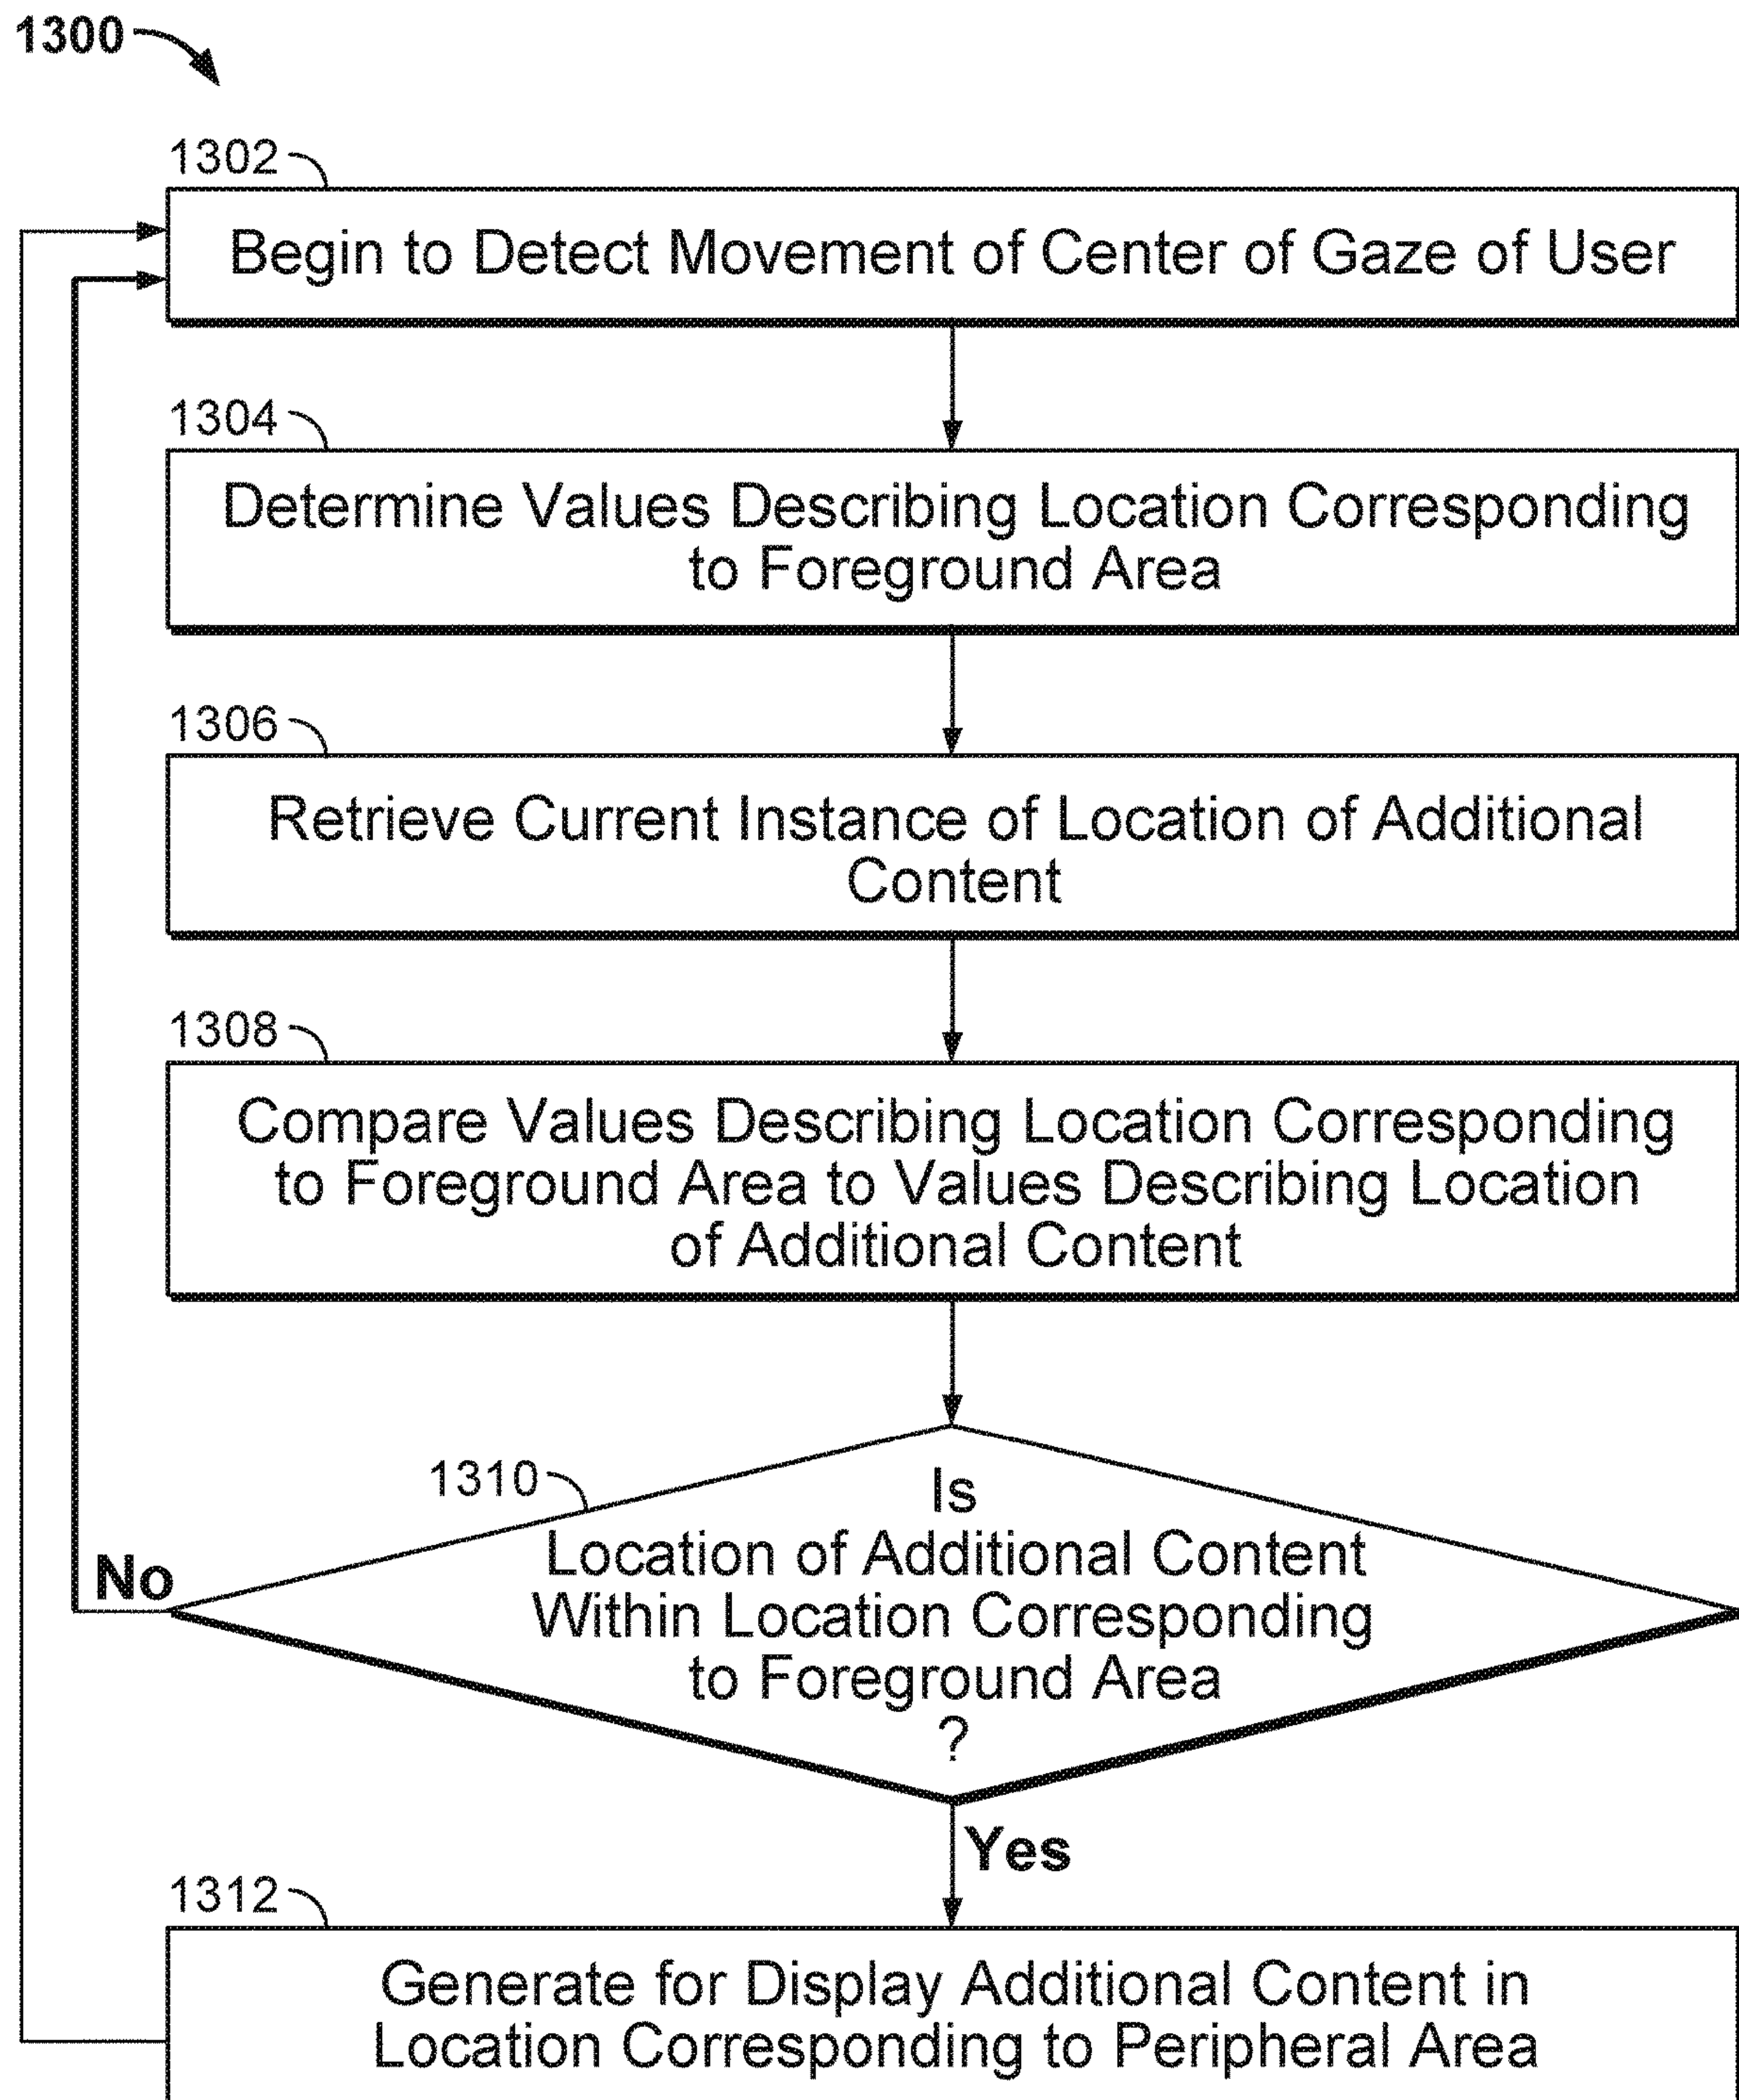 1300
1302
Begin to Detect Movement of Center of Gaze of User
1304
Determine Values Describing Location Corresponding
to Foreground Area
1306
Retrieve Current Instance of Location of Additional
Content
1308
Compare Values Describing Location Corresponding
to Foreground Area to Values Describing Location
of Additional Content
1310
Is
Location of Additional Content
Within Location Corresponding
to Foreground Area
?
No
Yes
1312
Generate for Display Additional Content in
Location Corresponding to Peripheral Area